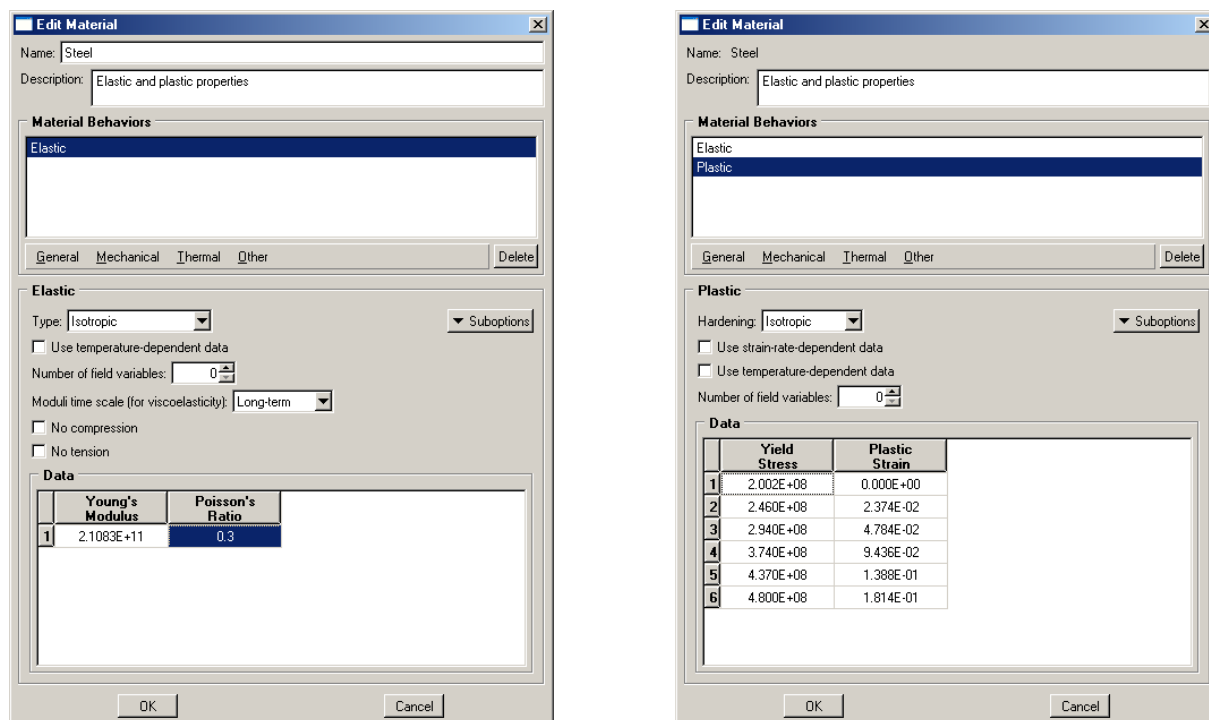 Edit Material
Name: Steel
Description: Elastic and plastic properties
Material Behaviors
Elastic
General Mechanical Thermal Other Delete
Elastic
Type: Isotropic Suboptions
Use temperature-dependent data
Number of field variables: 0
Moduli time scale (for viscoelasticity): Long-term
No compression
No tension
Data
Young's Modulus Poisson's Ratio
1 2.1083E+11 0.3
OK Cancel
Edit Material
Name: Steel
Description: Elastic and plastic properties
Material Behaviors
Elastic
Plastic
General Mechanical Thermal Other Delete
Plastic
Hardening: Isotropic Suboptions
Use strain-rate-dependent data
Use temperature-dependent data
Number of field variables: 0
Data
Yield Stress Plastic Strain
1 2.002E+08 0.000E+00
2 2.460E+08 2.374E-02
3 2.940E+08 4.784E-02
4 3.740E+08 9.436E-02
5 4.370E+08 1.388E-01
6 4.800E+08 1.814E-01
OK Cancel